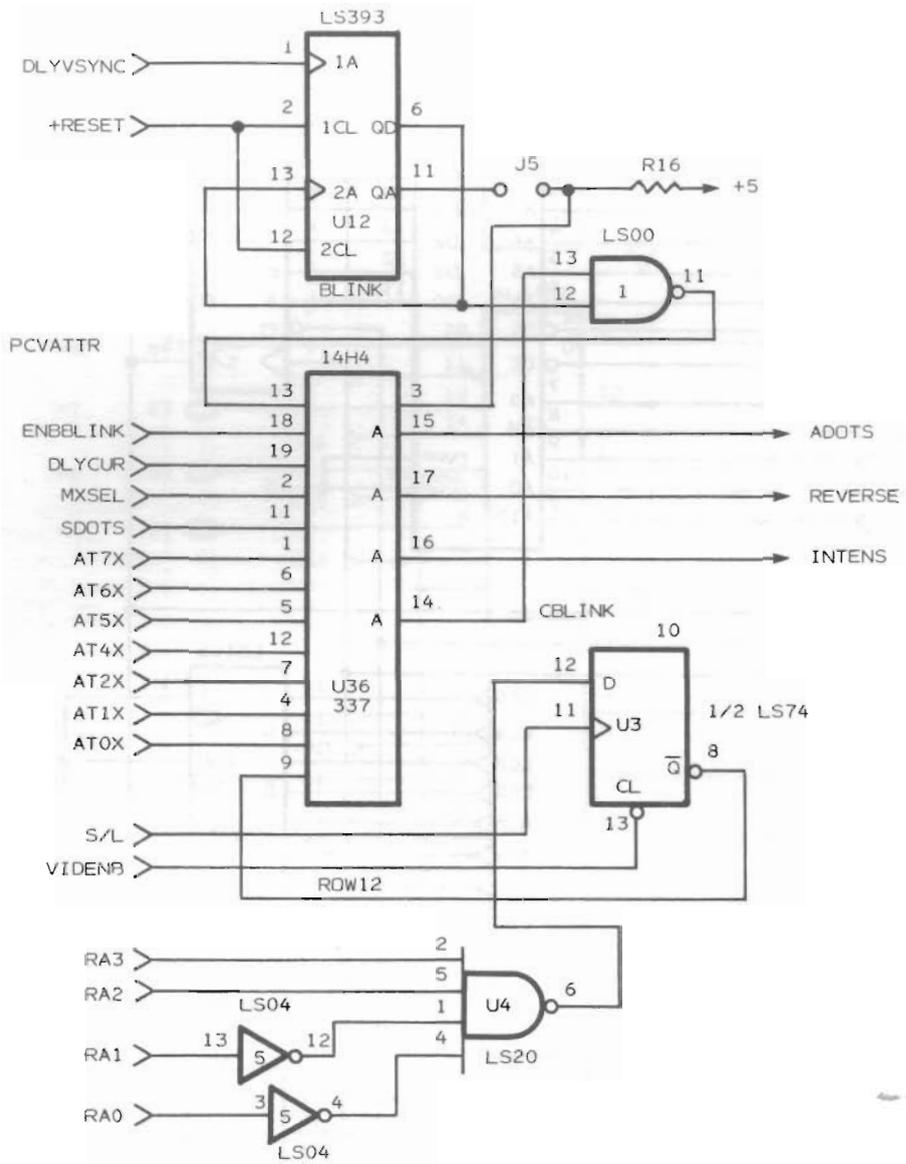 LS393
DLYVSYNC 1 1A
+RESET 2 1CL QD 6
13 2A QA 11 J5 R16 +5
U12
12 2CL
LS00
13 11
12 1
BLINK
PCVATTR
14H4
13 3
ENBBLINK 18 A 15 ADOTS
DLYCUR 19
MXSEL 2 A 17 REVERSE
SDOTS 11
AT7X 1 A 16 INTENS
AT6X 6
AT5X 5 A 14 CBLINK
AT4X 12
AT2X 7
AT1X 4
AT0X 8
9
U36
337
10
12 D
11 U3 1/2 LS74
Q 8
CL
13
S/L
VIDENB
ROW12
RA3 2
RA2 5
LS04 1 U4 6
RA1 13 5 12 4 LS20
RA0 3 5 4
LS04